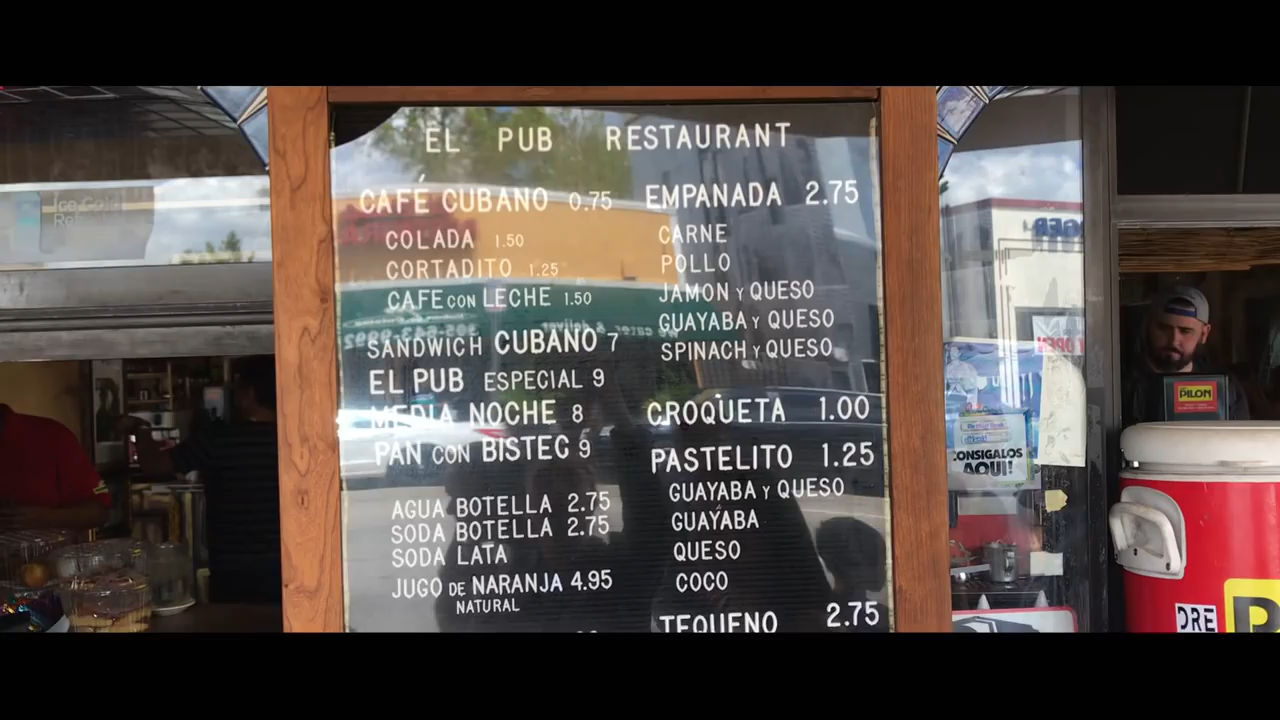 EL PUB RESTAURANT
CAFÉ CUBANO 0.75
COLADA 1.50
CORTADITO 1.25
CAFE CON LECHE 1.50
SANDWICH CUBANO 7
EL PUB ESPECIAL 9
MEDIA NOCHE 8
PAN CON BISTEC 9
AGUA BOTELLA 2.75
SODA BOTELLA 2.75
SODA LATA
JUGO DE NARANJA 4.95
NATURAL
EMPANADA 2.75
CARNE
POLLO
JAMON Y QUESO
GUAYABA Y QUESO
SPINACH Y QUESO
CROQUETA 1.00
PASTELITO 1.25
GUAYABA Y QUESO
GUAYABA
QUESO
COCO
TEQUENO 2.75
Ice Cold
CONSIGALOS
AQUI!
PILON